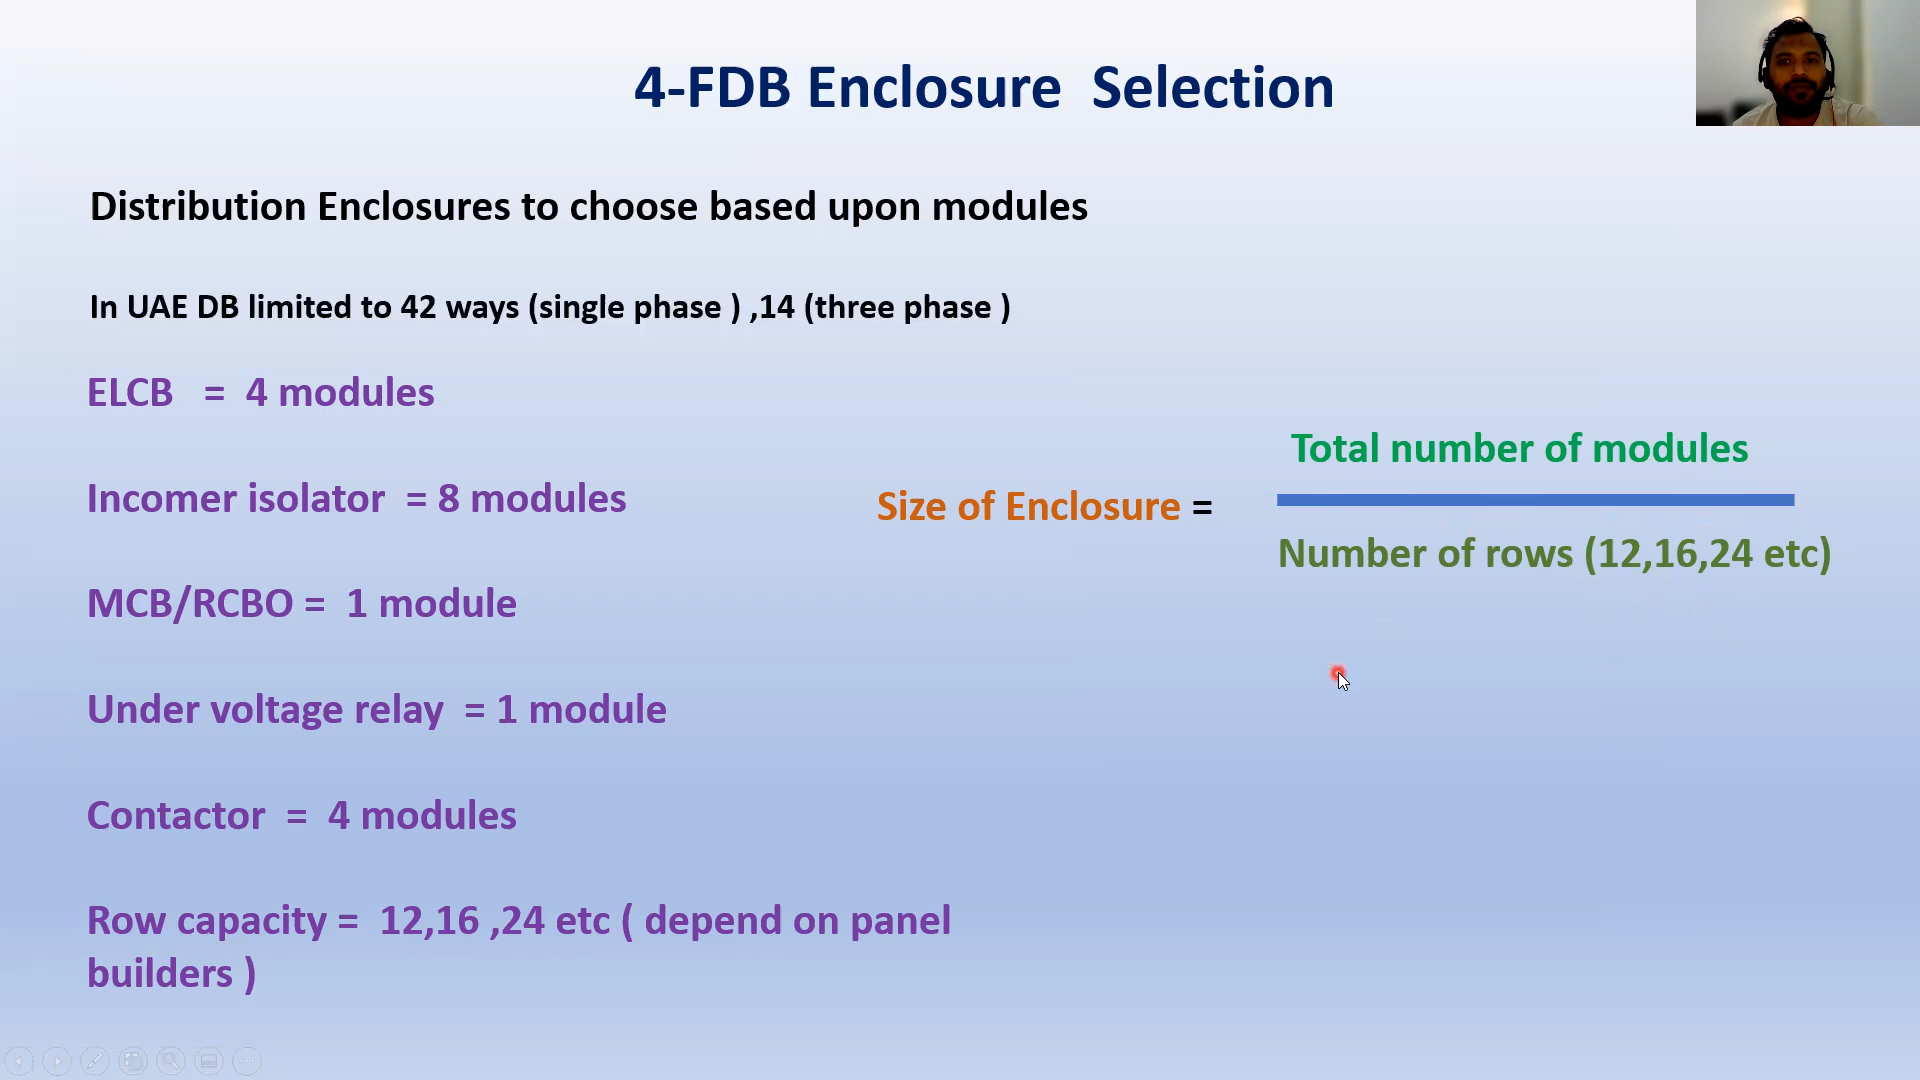 4-FDB Enclosure Selection
Distribution Enclosures to choose based upon modules
In UAE DB limited to 42 ways (single phase ) ,14 (three phase )
ELCB = 4 modules
Incomer isolator = 8 modules
MCB/RCBO = 1 module
Under voltage relay = 1 module
Contactor = 4 modules
Row capacity = 12,16 ,24 etc ( depend on panel
builders )
Total number of modules
Size of Enclosure =
Number of rows (12,16,24 etc)